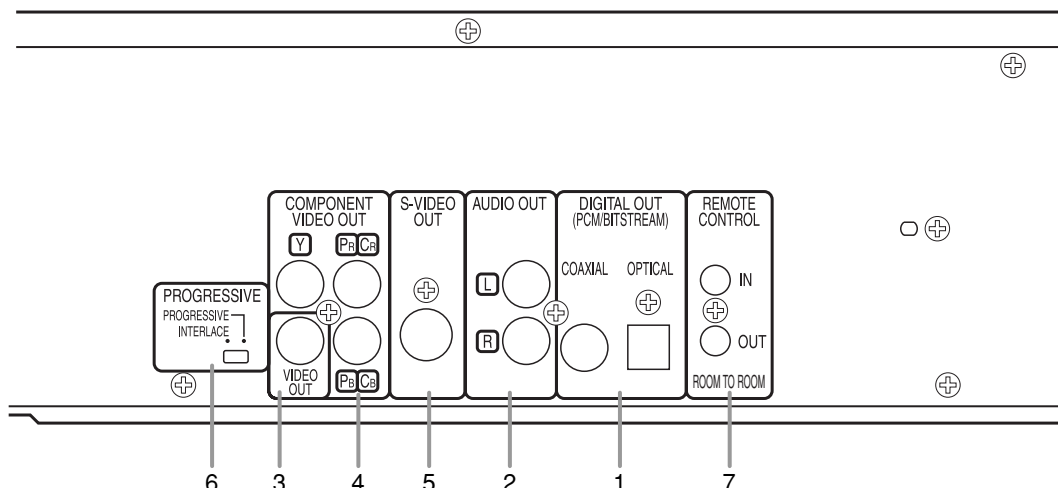 COMPONENT
VIDEO OUT
Y
PR CR
VIDEO
OUT
PB CB
S-VIDEO
OUT
AUDIO OUT
L
R
DIGITAL OUT
(PCM/BITSTREAM)
COAXIAL
OPTICAL
REMOTE
CONTROL
IN
OUT
ROOM TO ROOM
PROGRESSIVE
PROGRESSIVE
INTERLACE
6
3
4
5
2
1
7